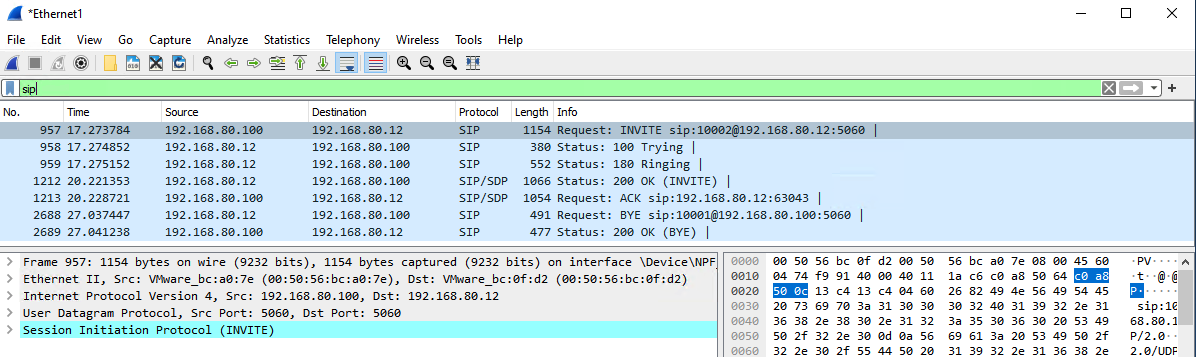 *Ethernet1
File Edit View Go Capture Analyze Statistics Telephony Wireless Tools Help
sip
No. Time Source Destination Protocol Length Info
957 17.273784 192.168.80.100 192.168.80.12 SIP 1154 Request: INVITE sip:10002@192.168.80.12:5060 |
958 17.274852 192.168.80.12 192.168.80.100 SIP 380 Status: 100 Trying |
959 17.275152 192.168.80.12 192.168.80.100 SIP 552 Status: 180 Ringing |
1212 20.221353 192.168.80.12 192.168.80.100 SIP/SDP 1066 Status: 200 OK (INVITE) |
1213 20.228721 192.168.80.100 192.168.80.12 SIP/SDP 1054 Request: ACK sip:192.168.80.12:63043 |
2688 27.037447 192.168.80.12 192.168.80.100 SIP 491 Request: BYE sip:10001@192.168.80.100:5060 |
2689 27.041238 192.168.80.100 192.168.80.12 SIP 477 Status: 200 OK (BYE) |
Frame 957: 1154 bytes on wire (9232 bits), 1154 bytes captured (9232 bits) on interface \Device\NPF_
Ethernet II, Src: VMware_bc:a0:7e (00:50:56:bc:a0:7e), Dst: VMware_bc:0f:d2 (00:50:56:bc:0f:d2)
Internet Protocol Version 4, Src: 192.168.80.100, Dst: 192.168.80.12
User Datagram Protocol, Src Port: 5060, Dst Port: 5060
Session Initiation Protocol (INVITE)
0000 00 50 56 bc 0f d2 00 50 56 bc a0 7e 08 00 45 60 ·PV·····
0010 04 74 f9 91 40 00 40 11 1a c6 c0 a8 50 64 c0 a8 ·t··@·@·
0020 50 0c 13 c4 13 c4 04 60 26 82 49 4e 56 49 54 45 P·······
0030 20 73 69 70 3a 31 30 30 30 32 40 31 39 32 2e 31 sip:10
0040 36 38 2e 38 30 2e 31 32 3a 35 30 36 30 20 53 49 68.80.1
0050 50 2f 32 2e 30 0d 0a 56 69 61 3a 20 53 49 50 2f P/2.0··
0060 32 2e 30 2f 55 44 50 20 31 39 32 2e 31 36 38 2e 2.0/UDP